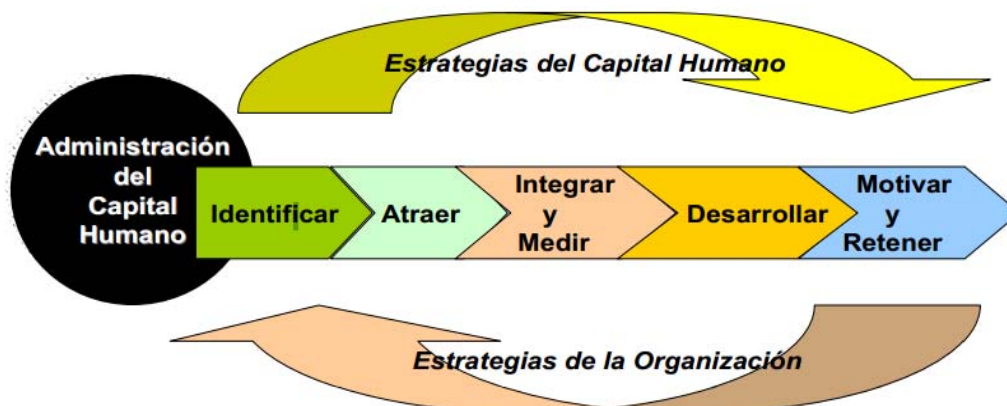 Estrategias del Capital Humano
Administración
del
Capital
Humano
Identificar
Atraer
Integrar
y
Medir
Desarrollar
Motivar
y
Retener
Estrategias de la Organización